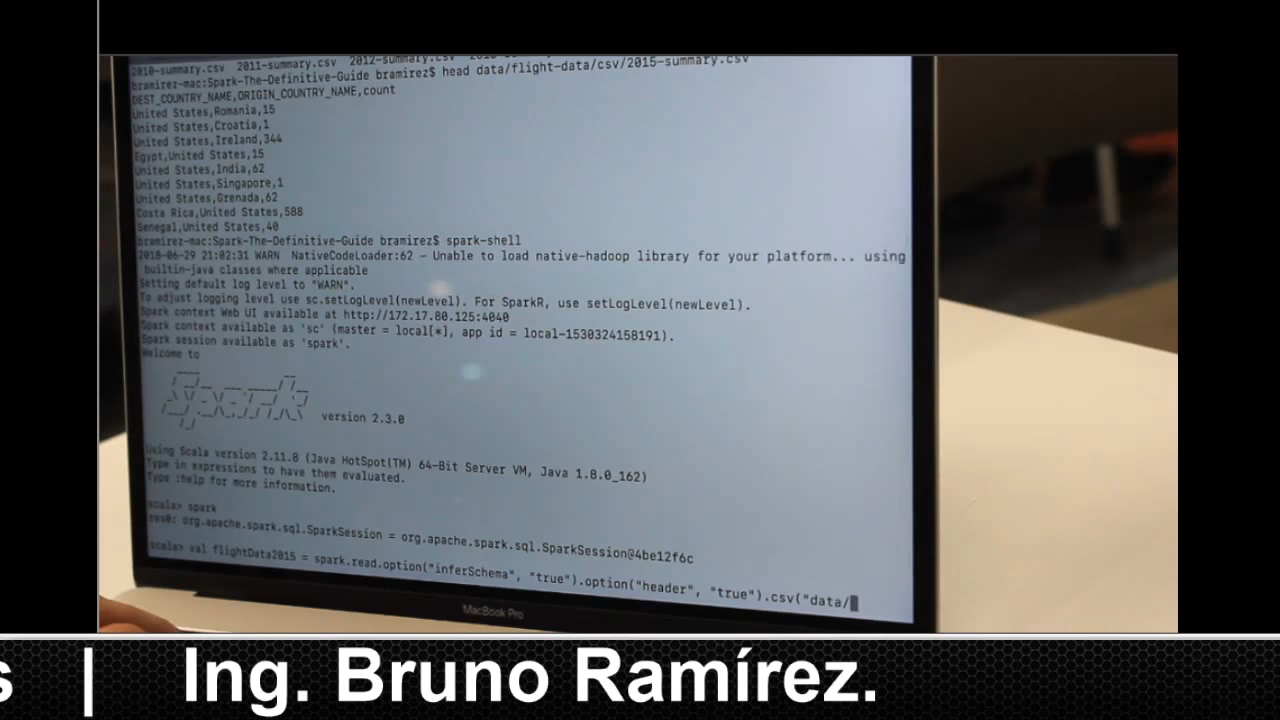 2010-summary.csv 2011-summary.csv 2012-summary.csv
bramirez-mac:Spark-The-Definitive-Guide bramirez$ head data/flight-data/csv/2015-summary.csv
DEST_COUNTRY_NAME,ORIGIN_COUNTRY_NAME,count
United States,Romania,15
United States,Croatia,1
United States,Ireland,344
Egypt,United States,15
United States,India,62
United States,Singapore,1
United States,Grenada,62
Costa Rica,United States,588
Senegal,United States,40
bramirez-mac:Spark-The-Definitive-Guide bramirez$ spark-shell
2018-06-29 21:02:31 WARN NativeCodeLoader:62 - Unable to load native-hadoop library for your platform... using
builtin-java classes where applicable
Setting default log level to "WARN".
To adjust logging level use sc.setLogLevel(newLevel). For SparkR, use setLogLevel(newLevel).
Spark context Web UI available at http://172.17.80.125:4040
Spark context available as 'sc' (master = local[*], app id = local-1530324158191).
Spark session available as 'spark'.
Welcome to
Spark version 2.3.0
Using Scala version 2.11.8 (Java HotSpot(TM) 64-Bit Server VM, Java 1.8.0_162)
Type in expressions to have them evaluated.
Type :help for more information.
scala> spark
res0: org.apache.spark.sql.SparkSession = org.apache.spark.sql.SparkSession@4be12f6c
scala> val flightData2015 = spark.read.option("inferSchema", "true").option("header", "true").csv("data/
MacBook Pro
s | Ing. Bruno Ramírez.